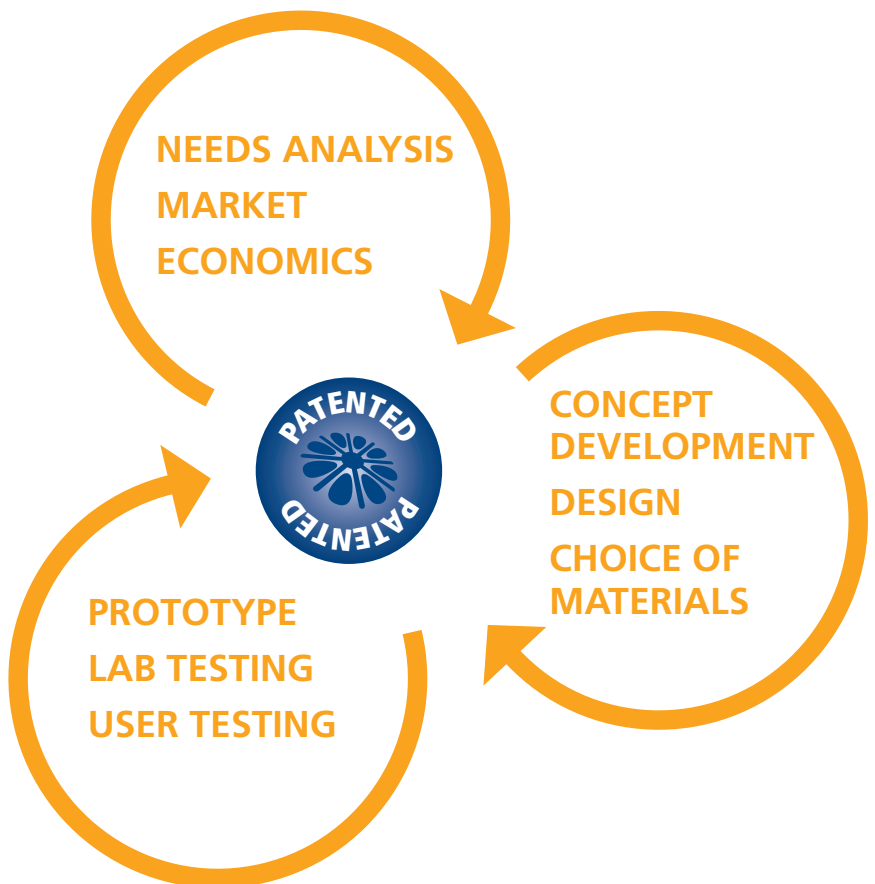 NEEDS ANALYSIS
MARKET
ECONOMICS
PATENTED
PATENTED
CONCEPT
DEVELOPMENT
DESIGN
CHOICE OF
MATERIALS
PROTOTYPE
LAB TESTING
USER TESTING